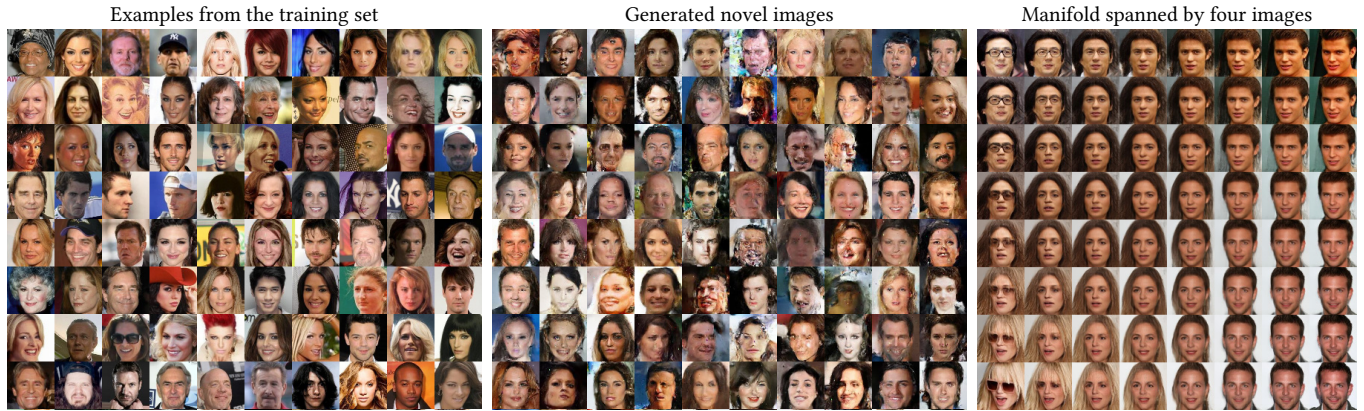 Examples from the training set
Generated novel images
Manifold spanned by four images